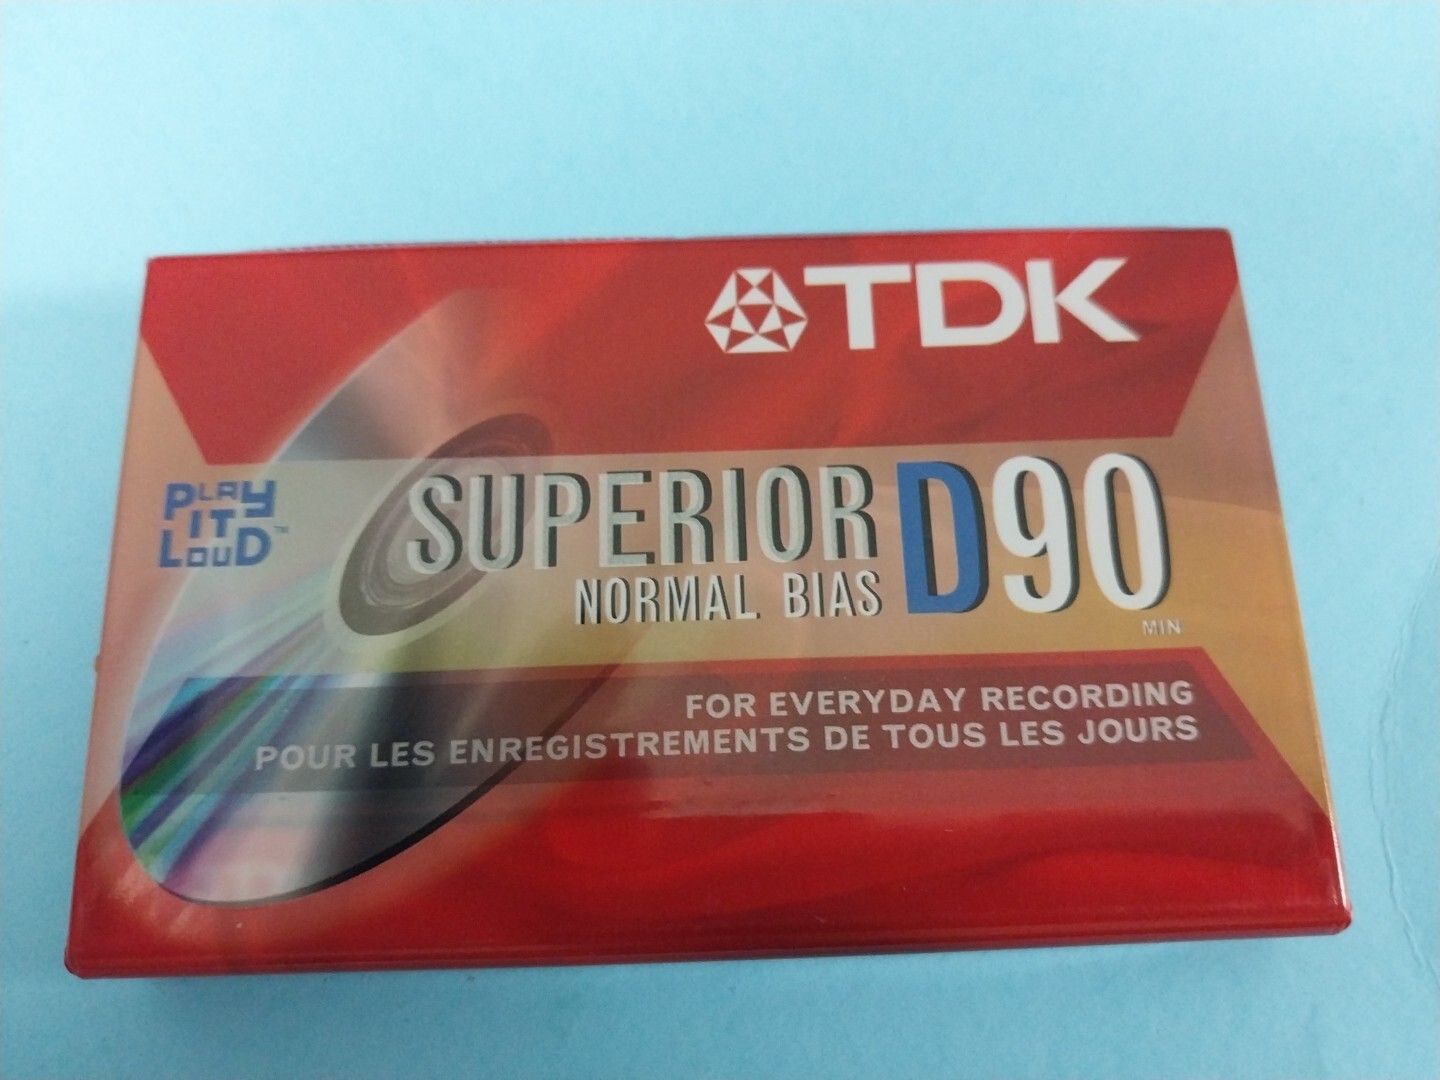 TDK
PLAY
IT
LOUD™
SUPERIOR D90
NORMAL BIAS
MIN
FOR EVERYDAY RECORDING
POUR LES ENREGISTREMENTS DE TOUS LES JOURS